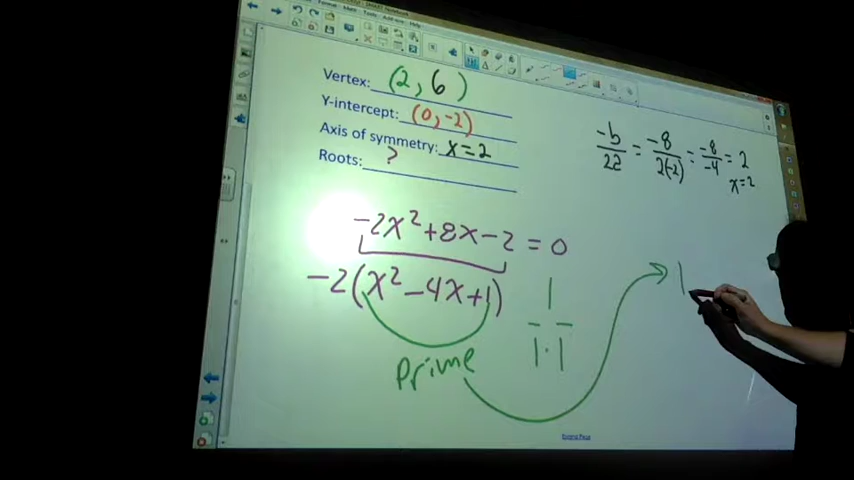 Vertex: (2, 6)
Y-intercept: (0, -2)
Axis of symmetry: x = 2
Roots: ?
-b/22 = -8/2(-2) = -8/-4 = 2
x = 2
-2x² + 8x - 2 = 0
-2(x² - 4x + 1)
1
1 · 1
Prime